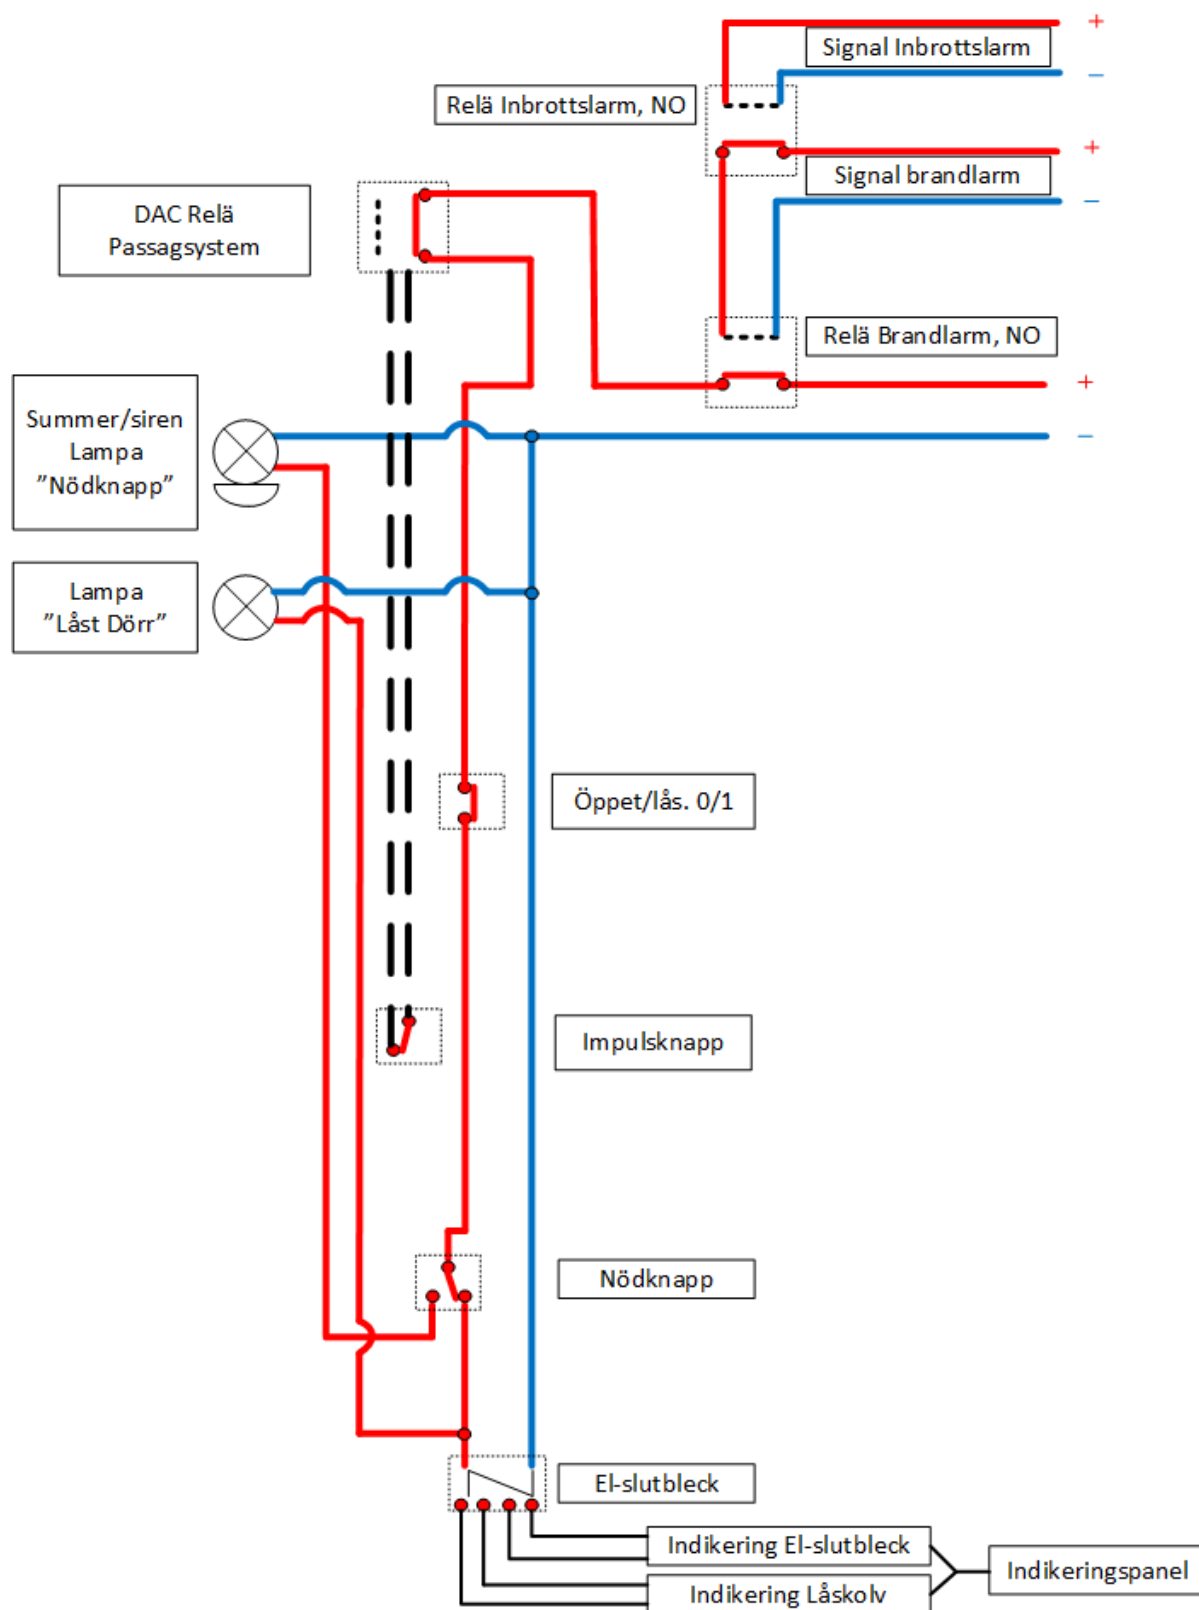 +
Signal Inbrottslarm
−
Relä Inbrottslarm, NO
+
Signal brandlarm
−
DAC Relä
Passagsystem
Relä Brandlarm, NO
+
−
Summer/siren
Lampa
”Nödknapp”
Lampa
”Låst Dörr”
Öppet/lås. 0/1
Impulsknapp
Nödknapp
El-slutbleck
Indikering El-slutbleck
Indikeringspanel
Indikering Låskolv